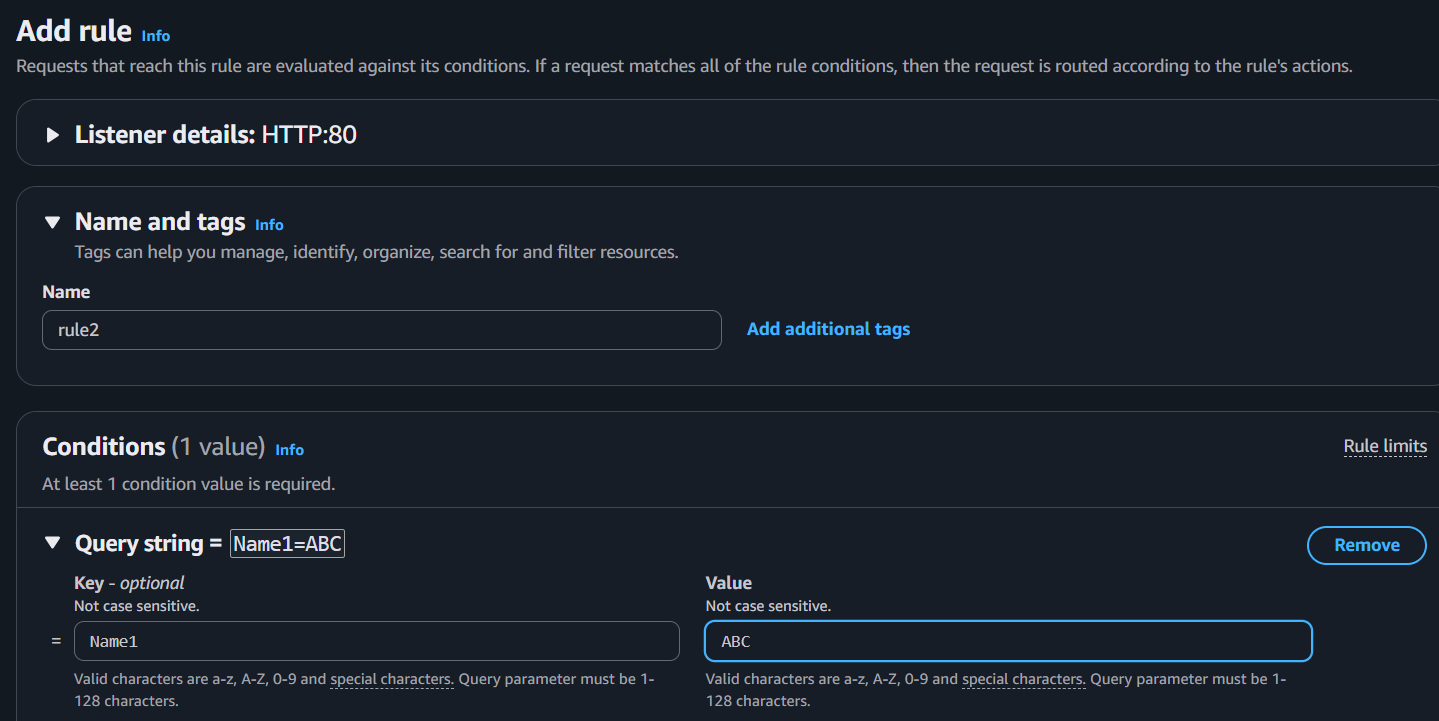 Add rule Info
Requests that reach this rule are evaluated against its conditions. If a request matches all of the rule conditions, then the request is routed according to the rule's actions.
Listener details: HTTP:80
Name and tags Info
Tags can help you manage, identify, organize, search for and filter resources.
Name
rule2
Add additional tags
Conditions (1 value) Info
Rule limits
At least 1 condition value is required.
Query string = Name1=ABC
Remove
Key - optional
Not case sensitive.
= Name1
Valid characters are a-z, A-Z, 0-9 and special characters. Query parameter must be 1-
128 characters.
Value
Not case sensitive.
ABC
Valid characters are a-z, A-Z, 0-9 and special characters. Query parameter must be 1-
128 characters.